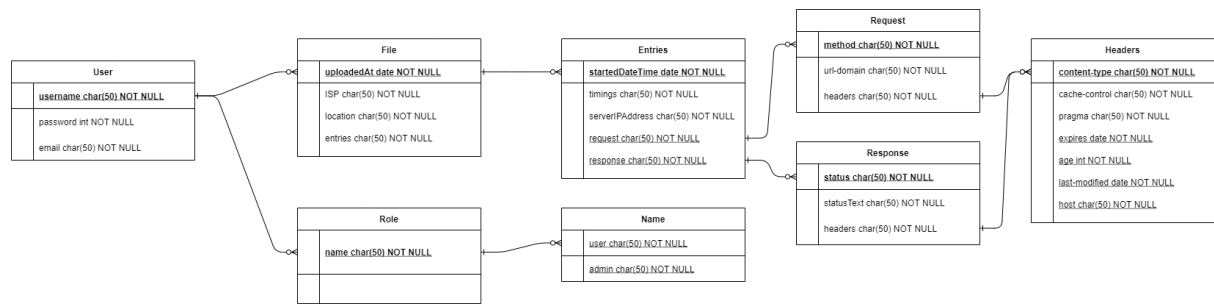 User
username char(50) NOT NULL
password int NOT NULL
email char(50) NOT NULL
File
uploadedAt date NOT NULL
ISP char(50) NOT NULL
location char(50) NOT NULL
entries char(50) NOT NULL
Role
name char(50) NOT NULL
Entries
startedDateTime date NOT NULL
timings char(50) NOT NULL
serverIPAddress char(50) NOT NULL
request char(50) NOT NULL
response char(50) NOT NULL
Name
user char(50) NOT NULL
admin char(50) NOT NULL
Request
method char(50) NOT NULL
url-domain char(50) NOT NULL
headers char(50) NOT NULL
Response
status char(50) NOT NULL
statusText char(50) NOT NULL
headers char(50) NOT NULL
Headers
content-type char(50) NOT NULL
cache-control char(50) NOT NULL
pragma char(50) NOT NULL
expires date NOT NULL
age int NOT NULL
last-modified date NOT NULL
host char(50) NOT NULL